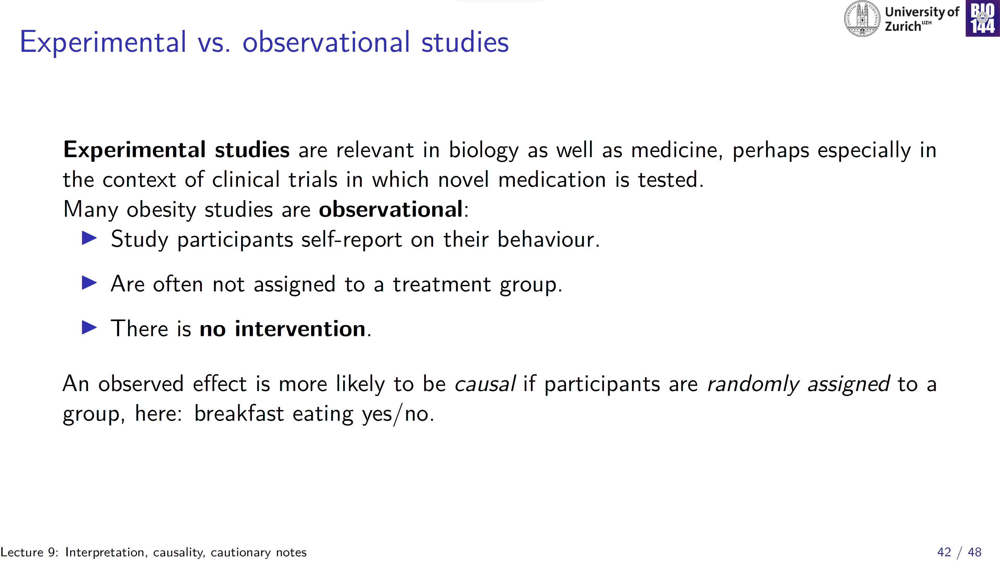 University of
Zurich UZH
BIO
144
Experimental vs. observational studies
Experimental studies are relevant in biology as well as medicine, perhaps especially in
the context of clinical trials in which novel medication is tested.
Many obesity studies are observational:
▶ Study participants self-report on their behaviour.
▶ Are often not assigned to a treatment group.
▶ There is no intervention.
An observed effect is more likely to be causal if participants are randomly assigned to a
group, here: breakfast eating yes/no.
Lecture 9: Interpretation, causality, cautionary notes
42 / 48